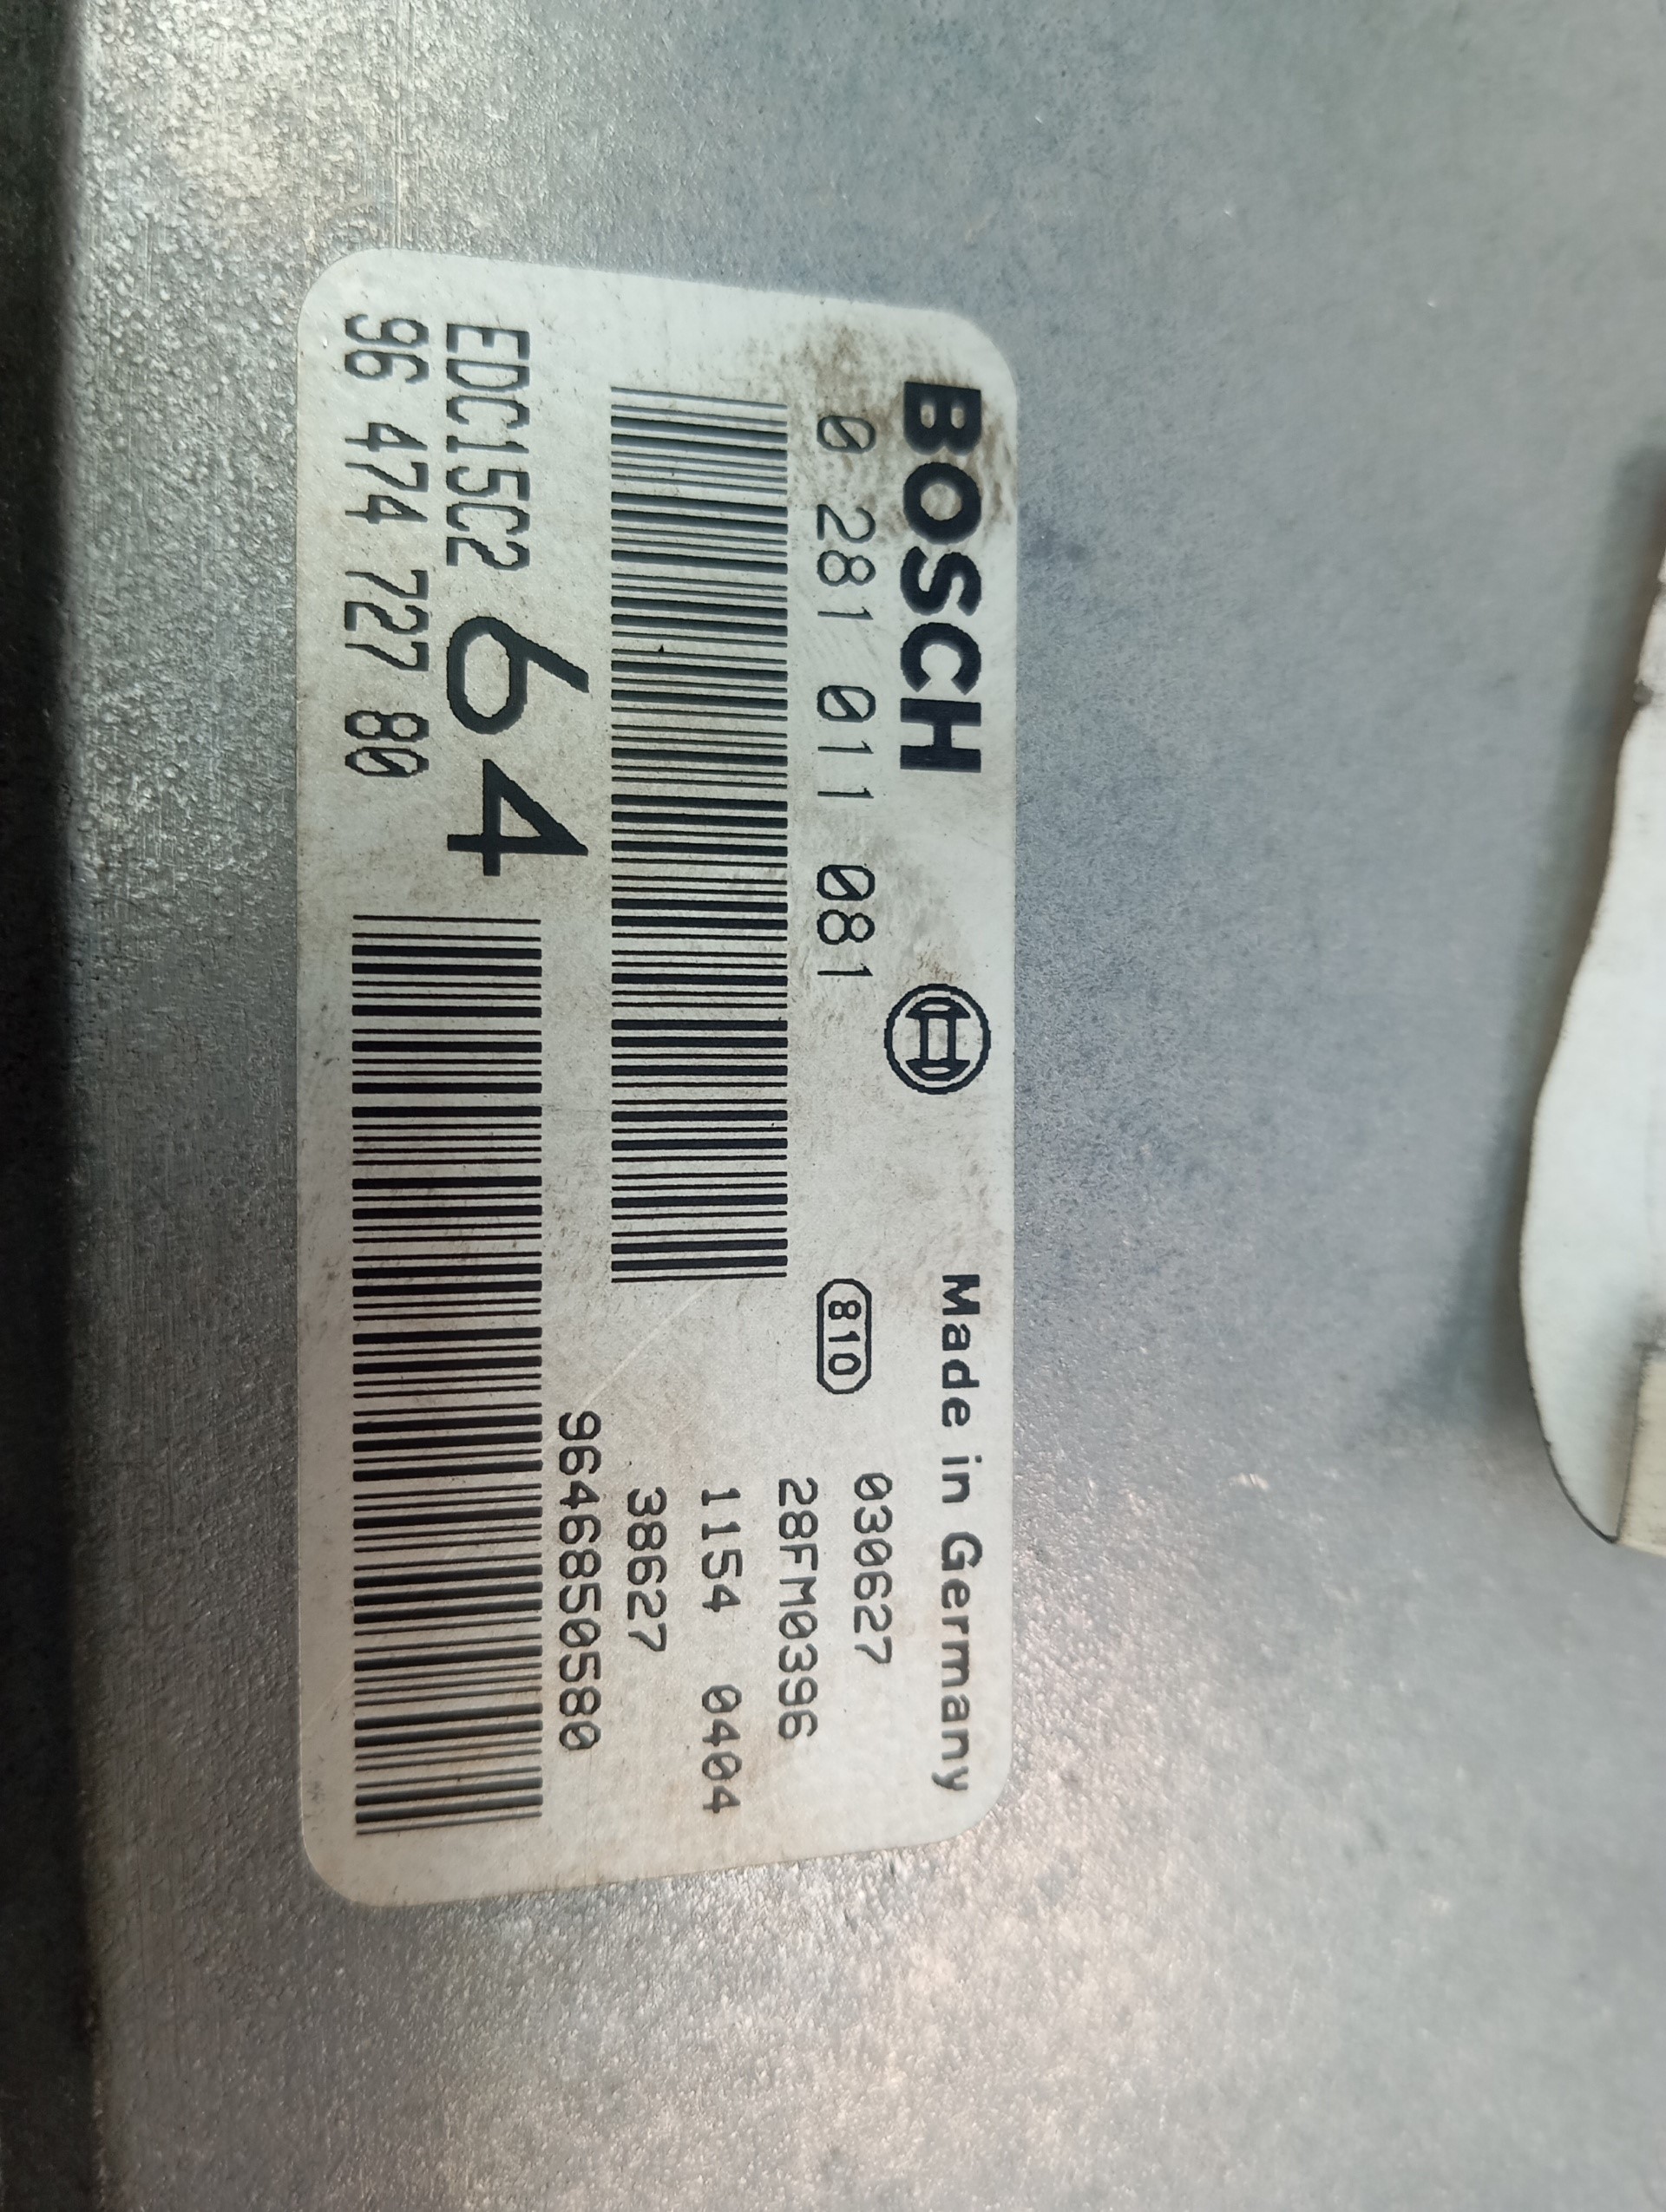 BOSCH
Made in Germany
0 281 011 081
810
030627
28FM0396
1154 0404
38627
9646850580
EDC15C2
64
96 474 727 80